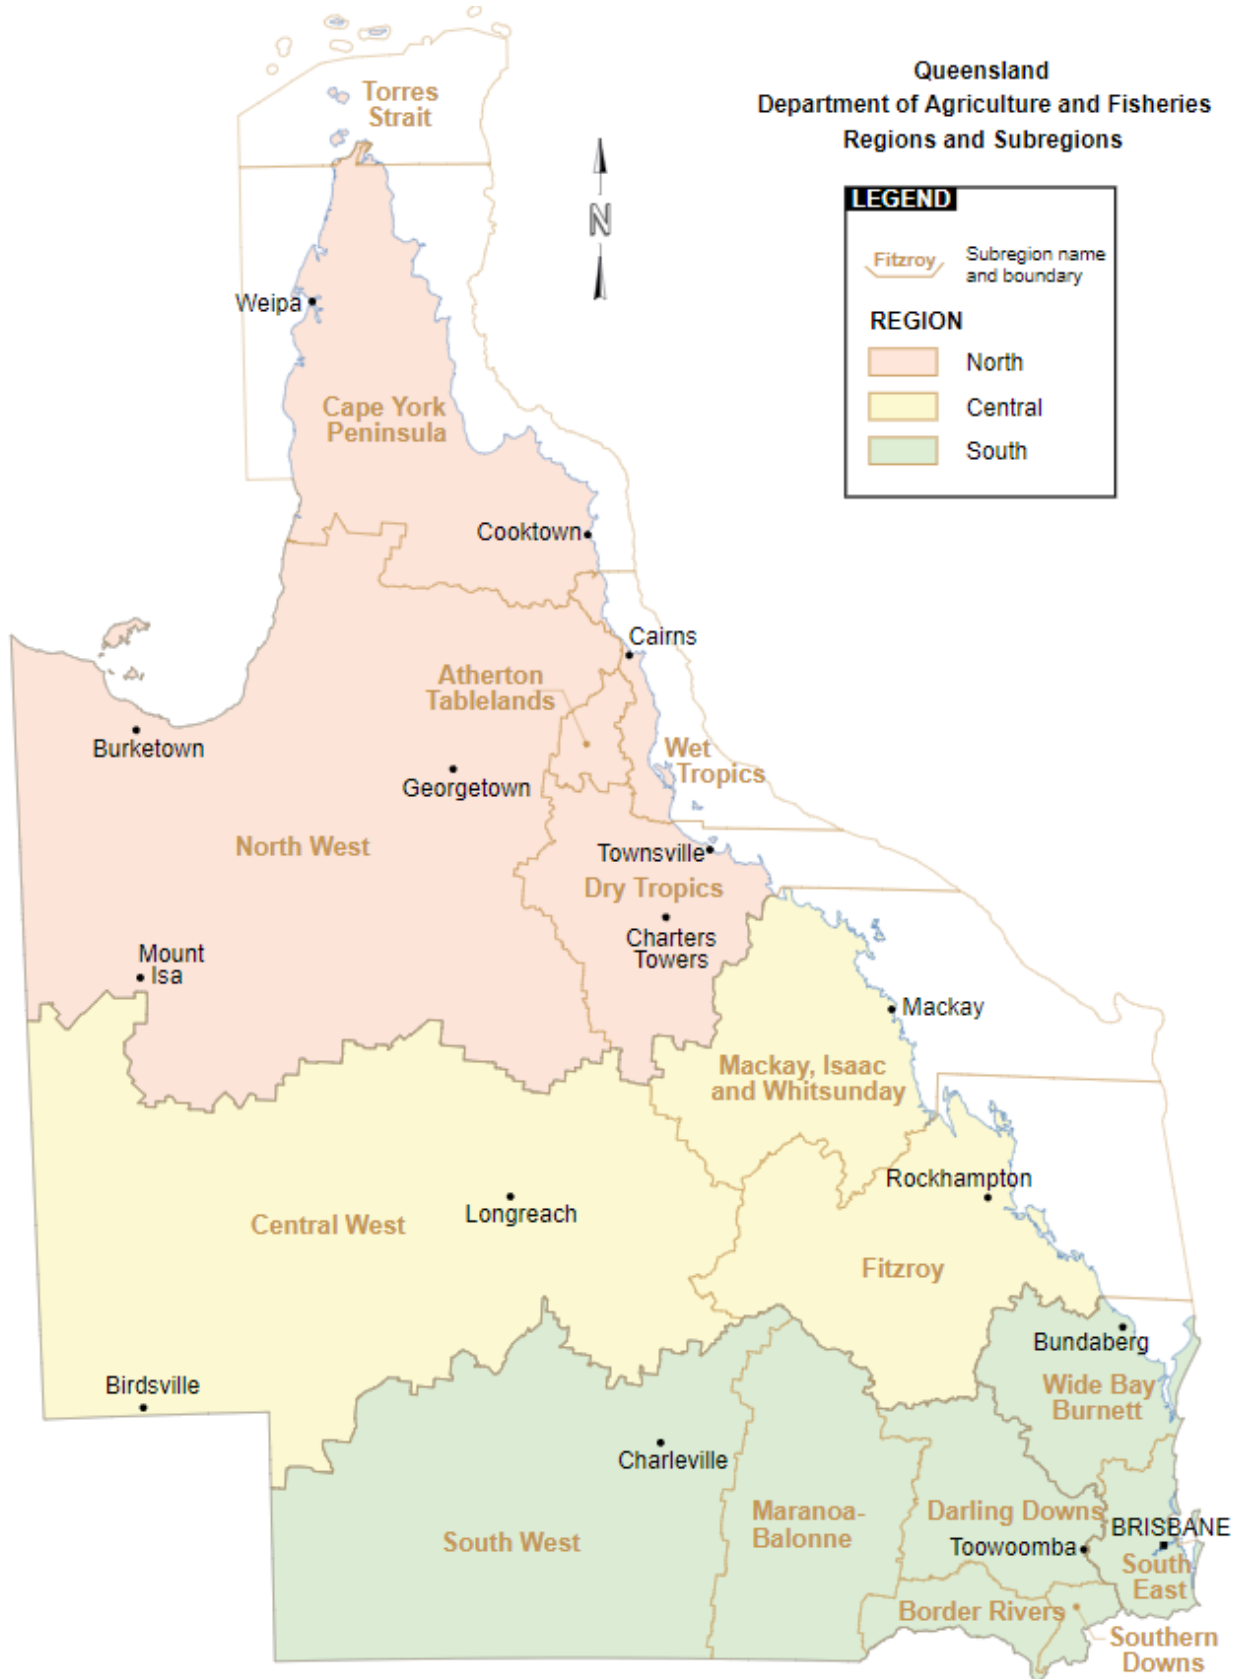 Queensland
Department of Agriculture and Fisheries
Regions and Subregions
LEGEND
Fitzroy
Subregion name
and boundary
REGION
North
Central
South
N
Torres
Strait
Weipa
Cape York
Peninsula
Cooktown
Cairns
Atherton
Tablelands
Burketown
Georgetown
Wet
Tropics
North West
Townsville
Dry Tropics
Charters
Towers
Mount
Isa
Mackay
Mackay, Isaac
and Whitsunday
Rockhampton
Longreach
Central West
Fitzroy
Bundaberg
Birdsville
Wide Bay
Burnett
Charleville
Maranoa-
Balonne
Darling Downs
South West
BRISBANE
Toowoomba
South
East
Border Rivers
Southern
Downs